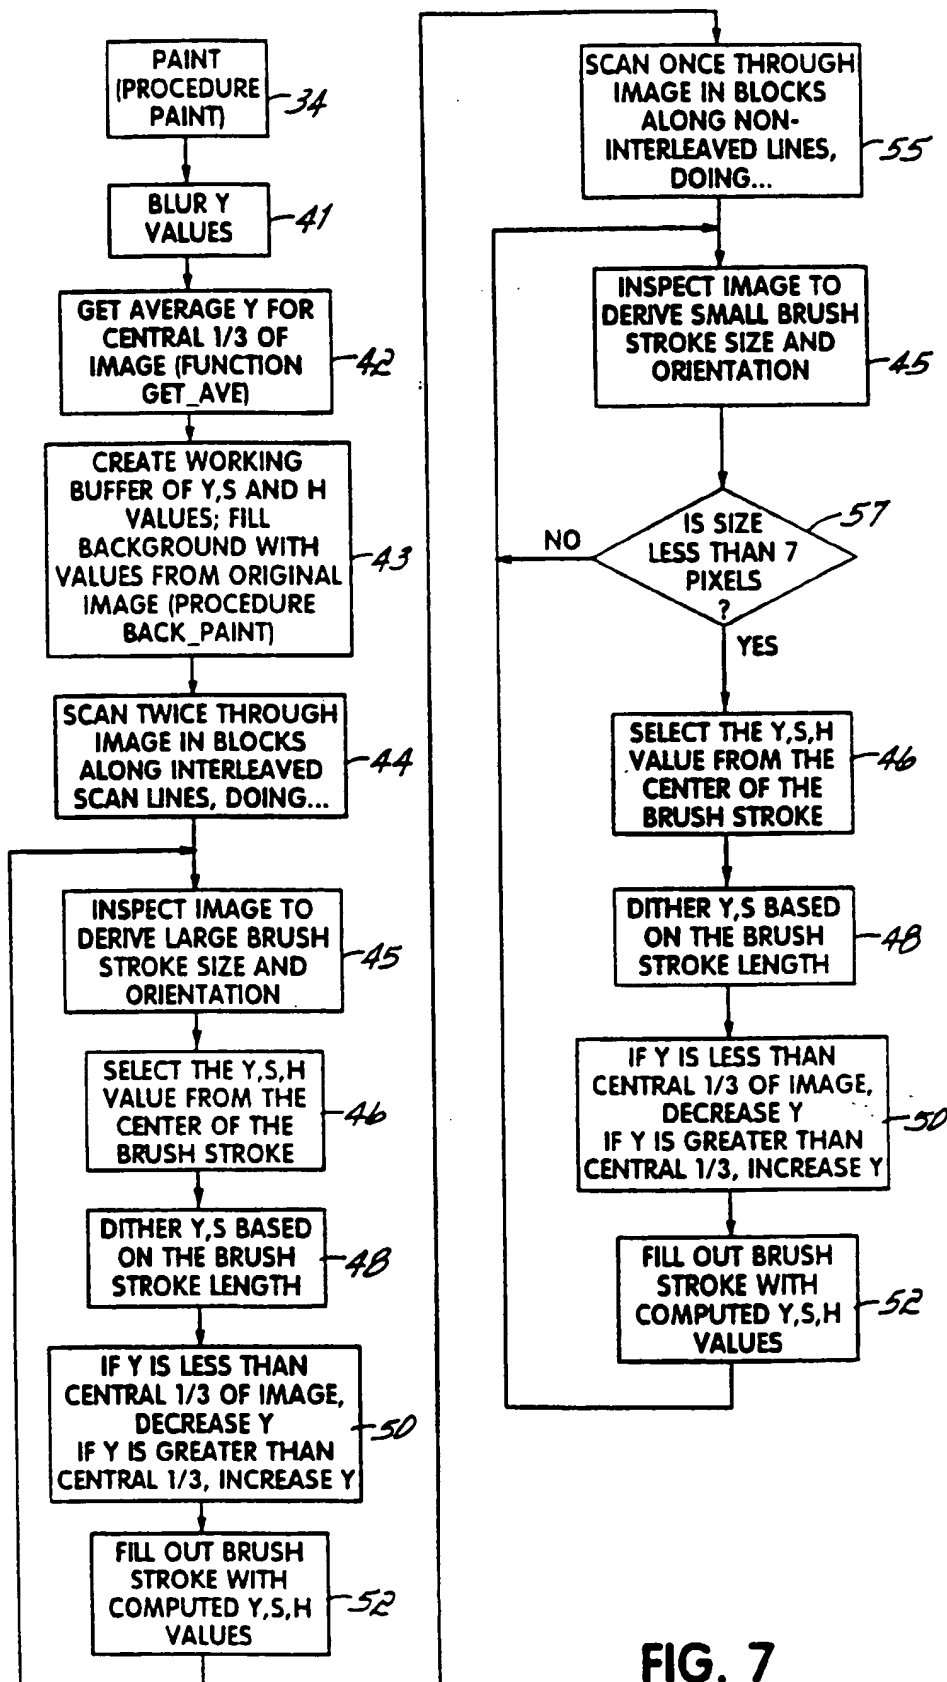 PAINT
(PROCEDURE
PAINT)
34
BLUR Y
VALUES
41
GET AVERAGE Y FOR
CENTRAL 1/3 OF
IMAGE (FUNCTION
GET_AVE)
42
CREATE WORKING
BUFFER OF Y,S AND H
VALUES; FILL
BACKGROUND WITH
VALUES FROM ORIGINAL
IMAGE (PROCEDURE
BACK_PAINT)
43
SCAN TWICE THROUGH
IMAGE IN BLOCKS
ALONG INTERLEAVED
SCAN LINES, DOING...
44
INSPECT IMAGE TO
DERIVE LARGE BRUSH
STROKE SIZE AND
ORIENTATION
45
SELECT THE Y,S,H
VALUE FROM THE
CENTER OF THE
BRUSH STROKE
46
DITHER Y,S BASED
ON THE BRUSH
STROKE LENGTH
48
IF Y IS LESS THAN
CENTRAL 1/3 OF IMAGE,
DECREASE Y
IF Y IS GREATER THAN
CENTRAL 1/3, INCREASE Y
50
FILL OUT BRUSH
STROKE WITH
COMPUTED Y,S,H
VALUES
52
SCAN ONCE THROUGH
IMAGE IN BLOCKS
ALONG NON-
INTERLEAVED LINES,
DOING...
55
INSPECT IMAGE TO
DERIVE SMALL BRUSH
STROKE SIZE AND
ORIENTATION
45
IS SIZE
LESS THAN 7
PIXELS
?
57
NO
YES
SELECT THE Y,S,H
VALUE FROM THE
CENTER OF THE
BRUSH STROKE
46
DITHER Y,S BASED
ON THE BRUSH
STROKE LENGTH
48
IF Y IS LESS THAN
CENTRAL 1/3 OF IMAGE,
DECREASE Y
IF Y IS GREATER THAN
CENTRAL 1/3, INCREASE Y
50
FILL OUT BRUSH
STROKE WITH
COMPUTED Y,S,H
VALUES
52
FIG. 7